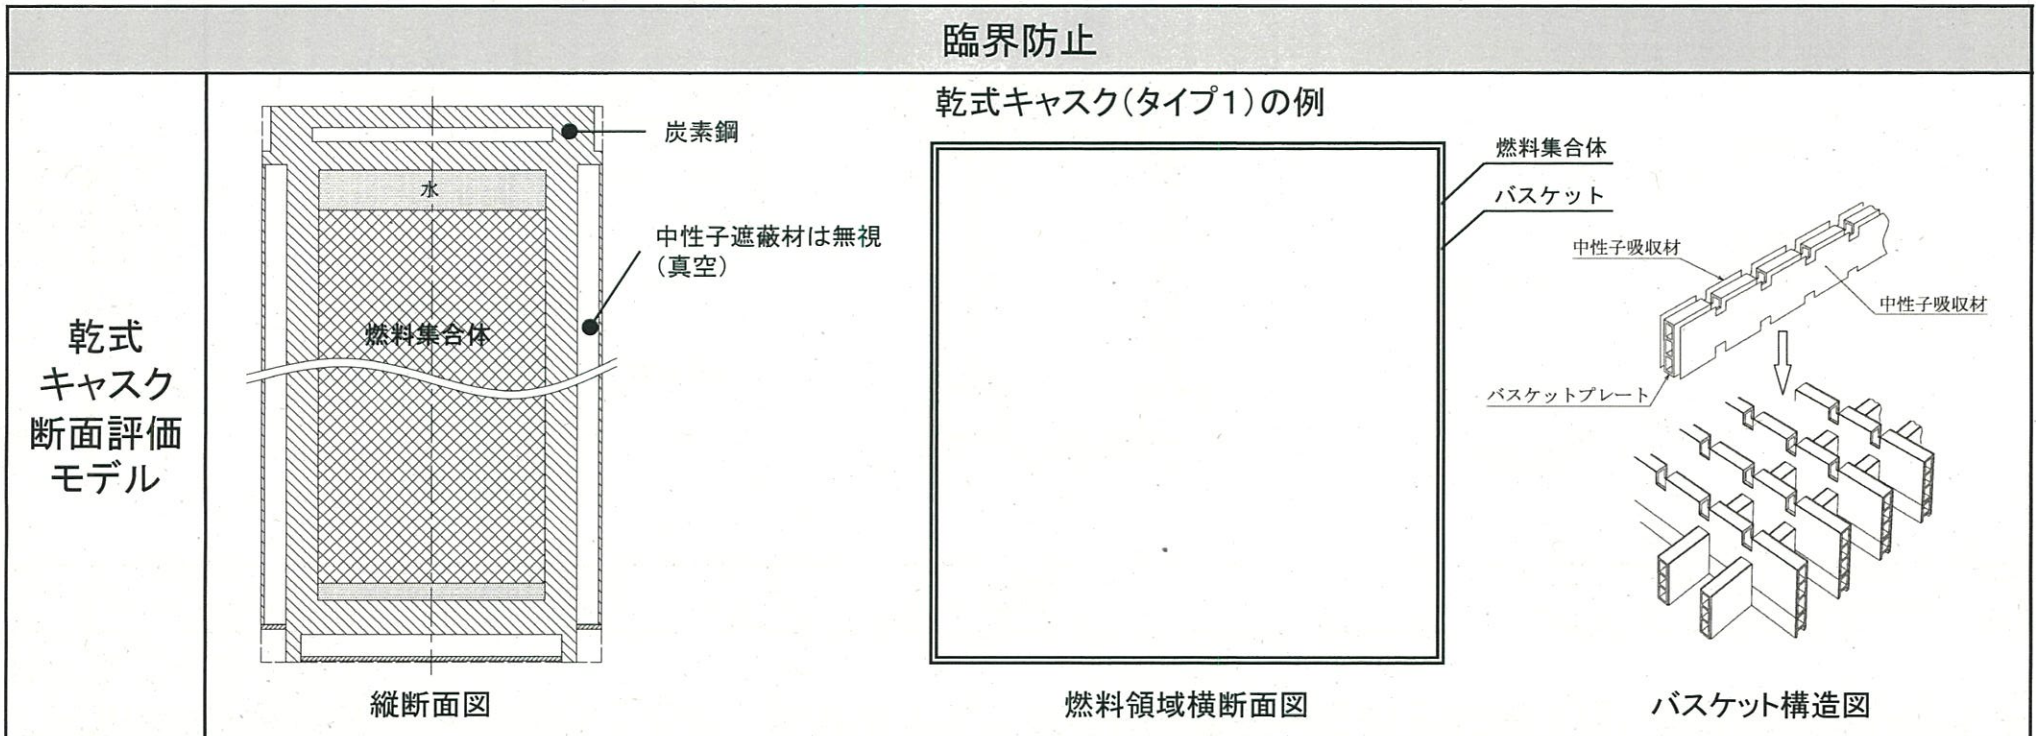 臨界防止
乾式
キャスク
断面評価
モデル
炭素鋼
水
中性子遮蔽材は無視
(真空)
燃料集合体
縦断面図
乾式キャスク(タイプ1)の例
燃料集合体
バスケット
燃料領域横断面図
中性子吸収材
中性子吸収材
バスケットプレート
バスケット構造図